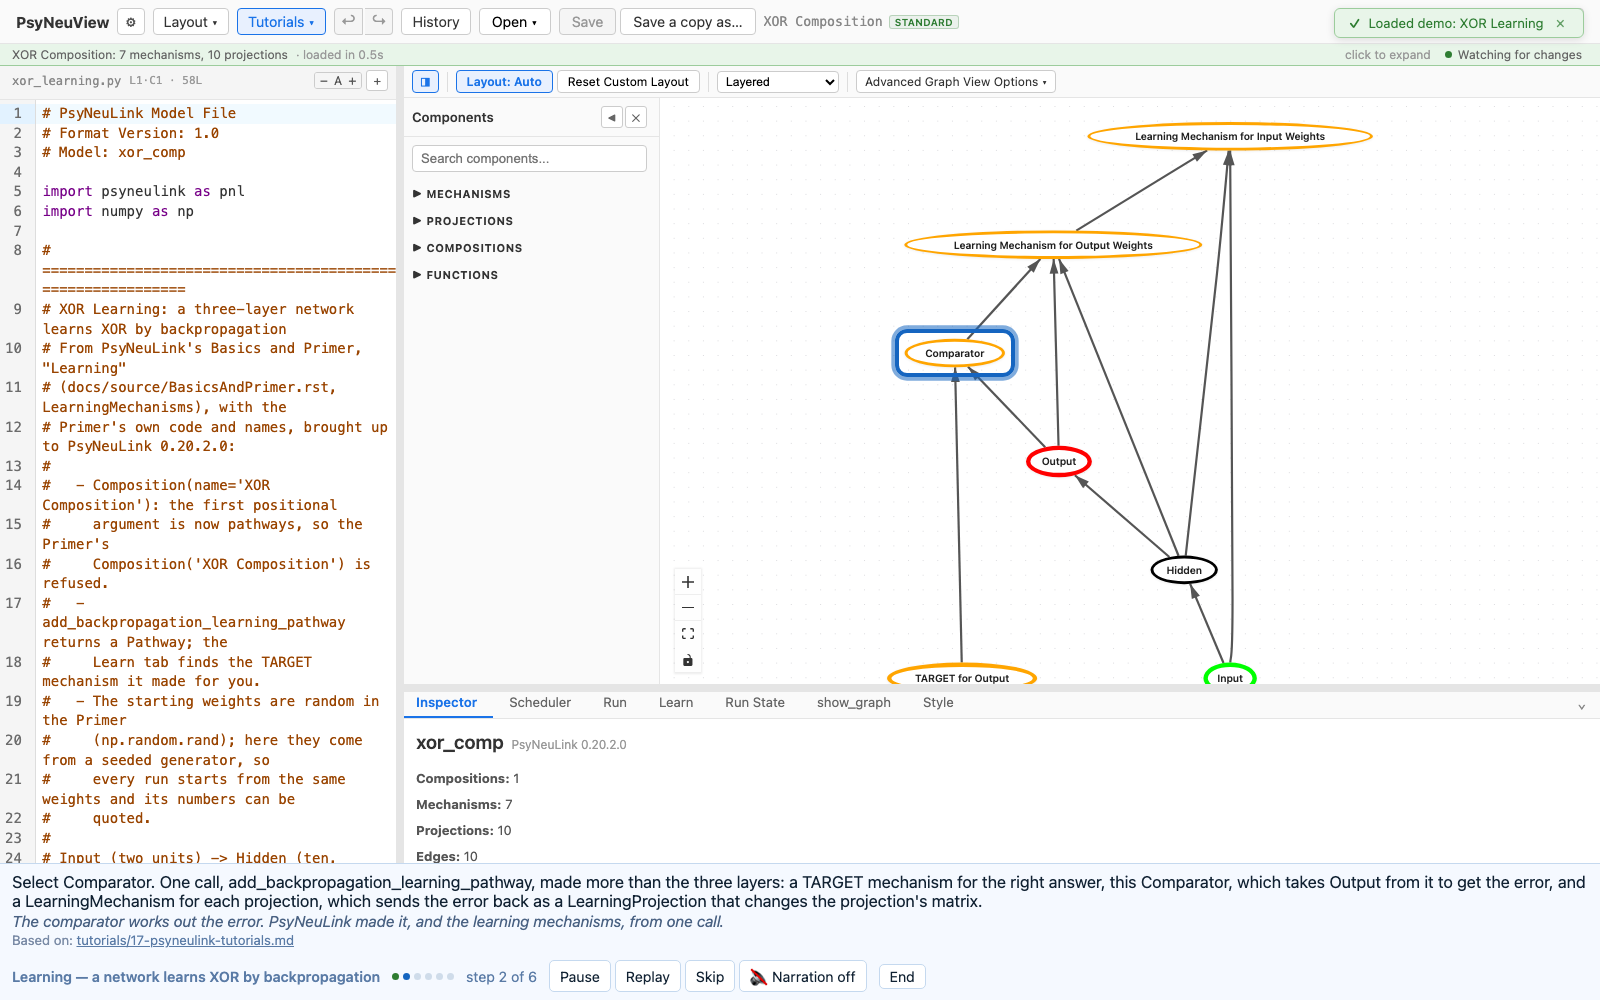 PsyNeuView
Layout ▾
Tutorials ▾
History
Open ▾
Save
Save a copy as...
XOR Composition
STANDARD
✓ Loaded demo: XOR Learning ×
XOR Composition: 7 mechanisms, 10 projections · loaded in 0.5s
click to expand
Watching for changes
xor_learning.py L1:C1 · 58L
− A +
+
Layout: Auto
Reset Custom Layout
Layered
Advanced Graph View Options ▾
1 # PsyNeuLink Model File
2 # Format Version: 1.0
3 # Model: xor_comp
4
5 import psyneulink as pnl
6 import numpy as np
7
8 #
==========================================
=================
9 # XOR Learning: a three-layer network
learns XOR by backpropagation
10 # From PsyNeuLink's Basics and Primer,
"Learning"
11 # (docs/source/BasicsAndPrimer.rst,
LearningMechanisms), with the
12 # Primer's own code and names, brought up
to PsyNeuLink 0.20.2.0:
13 #
14 #   - Composition(name='XOR
Composition'): the first positional
15 #     argument is now pathways, so the
Primer's
16 #     Composition('XOR Composition') is
refused.
17 #   -
add_backpropagation_learning_pathway
returns a Pathway; the
18 #     Learn tab finds the TARGET
mechanism it made for you.
19 #   - The starting weights are random in
the Primer
20 #     (np.random.rand); here they come
from a seeded generator, so
21 #     every run starts from the same
weights and its numbers can be
22 #     quoted.
23 #
24 # Input (two units) -> Hidden (ten,
Components
Search components...
▶ MECHANISMS
▶ PROJECTIONS
▶ COMPOSITIONS
▶ FUNCTIONS
Learning Mechanism for Input Weights
Learning Mechanism for Output Weights
Comparator
Output
Hidden
TARGET for Output
Input
Inspector
Scheduler
Run
Learn
Run State
show_graph
Style
xor_comp PsyNeuLink 0.20.2.0
Compositions: 1
Mechanisms: 7
Projections: 10
Edges: 10
Select Comparator. One call, add_backpropagation_learning_pathway, made more than the three layers: a TARGET mechanism for the right answer, this Comparator, which takes Output from it to get the error, and
a LearningMechanism for each projection, which sends the error back as a LearningProjection that changes the projection's matrix.
The comparator works out the error. PsyNeuLink made it, and the learning mechanisms, from one call.
Based on: tutorials/17-psyneulink-tutorials.md
Learning — a network learns XOR by backpropagation
step 2 of 6
Pause
Replay
Skip
Narration off
End